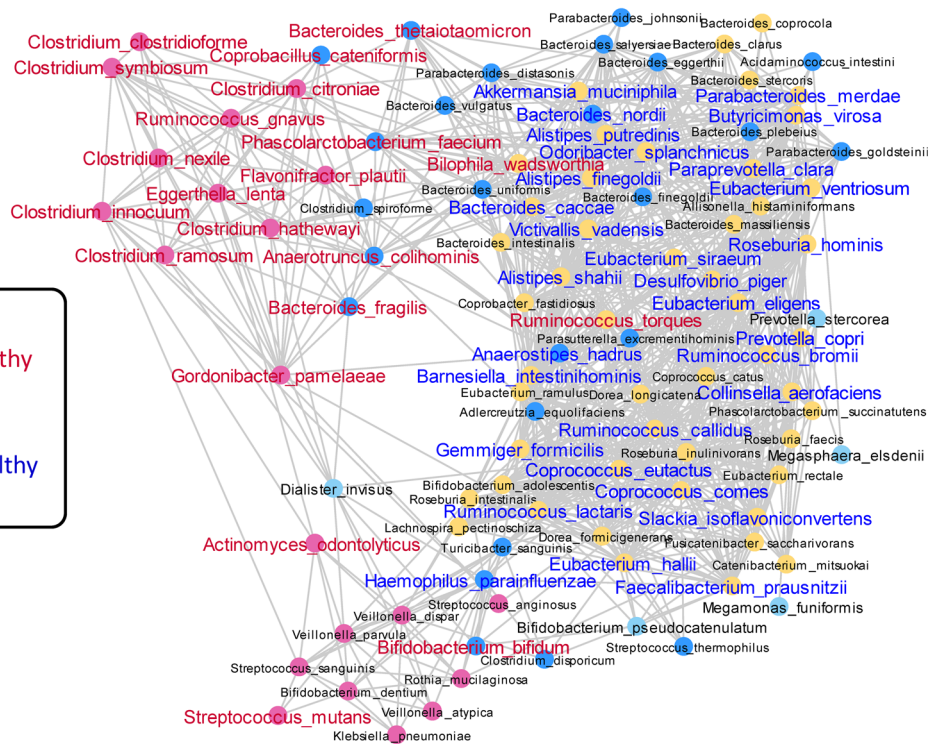 Parabacteroides_johnsonii
Bacteroides_coprocola
Bacteroides_thetaiotaomicron
Clostridium_clostridioforme
Bacteroides_salyersiae
Bacteroides_clarus
Coprobacillus_cateniformis
Bacteroides_eggerthii
Acidaminococcus_intestini
Clostridium_symbiosum
Parabacteroides_distasonis
Bacteroides_stercoris
Clostridium_citroniae
Akkermansia_muciniphila
Parabacteroides_merdae
Bacteroides_vulgatus
Bacteroides_nordii
Butyricimonas_virosa
Ruminococcus_gnavus
Alistipes_putredinis
Bacteroides_plebeius
Phascolarctobacterium_faecium
Odoribacter_splanchnicus
Parabacteroides_goldsteinii
Clostridium_nexile
Bilophila_wadsworthia
Paraprevotella_clara
Flavonifractor_plautii
Alistipes_finegoldii
Eubacterium_ventriosum
Eggerthella_lenta
Bacteroides_uniformis
Bacteroides_finegoldii
Clostridium_innocuum
Clostridium_spiroforme
Bacteroides_caccae
Allisonella_histaminiformans
Clostridium_hathewayi
Victivallis_vadensis
Bacteroides_massiliensis
Bacteroides_intestinalis
Roseburia_hominis
Clostridium_ramosum
Anaerotruncus_colihominis
Eubacterium_siraeum
Alistipes_shahii
Desulfovibrio_piger
Bacteroides_fragilis
Coprobacter_fastidiosus
Eubacterium_eligens
Ruminococcus_torques
Prevotella_stercorea
Parasutterella_excrementihominis
Prevotella_copri
thy
Anaerostipes_hadrus
Ruminococcus_bromii
Gordonibacter_pamelaeae
Barnesiella_intestinihominis
Coprococcus_catus
Eubacterium_ramulus
Dorea_longicatena
Collinsella_aerofaciens
Adlercreutzia_equolifaciens
Phascolarctobacterium_succinatutens
Ruminococcus_callidus
Roseburia_faecis
Gemmiger_formicilis
Roseburia_inulinivorans
Megasphaera_elsdenii
lthy
Coprococcus_eutactus
Eubacterium_rectale
Dialister_invisus
Bifidobacterium_adolescentis
Coprococcus_comes
Roseburia_intestinalis
Ruminococcus_lactaris
Slackia_isoflavoniconvertens
Lachnospira_pectinoschiza
Dorea_formicigenerans
Fusicatenibacter_saccharivorans
Actinomyces_odontolyticus
Turicibacter_sanguinis
Eubacterium_hallii
Catenibacterium_mitsuokai
Haemophilus_parainfluenzae
Faecalibacterium_prausnitzii
Streptococcus_anginosus
Megamonas_funiformis
Veillonella_dispar
Bifidobacterium_pseudocatenulatum
Veillonella_parvula
Bifidobacterium_bifidum
Streptococcus_thermophilus
Clostridium_disporicum
Streptococcus_sanguinis
Rothia_mucilaginosa
Bifidobacterium_dentium
Streptococcus_mutans
Veillonella_atypica
Klebsiella_pneumoniae